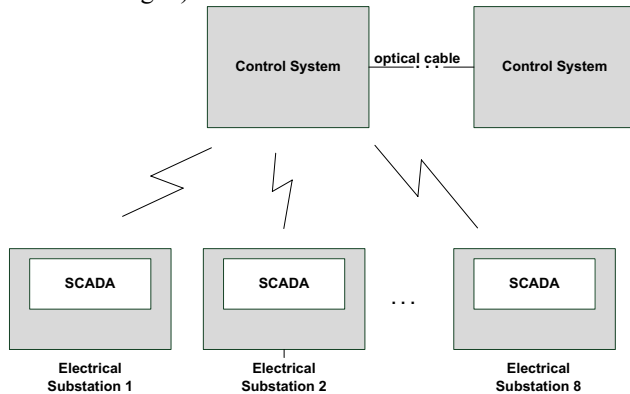 Control System
optical cable
. . .
Control System
SCADA
SCADA
. . .
SCADA
Electrical
Substation 1
Electrical
Substation 2
Electrical
Substation 8